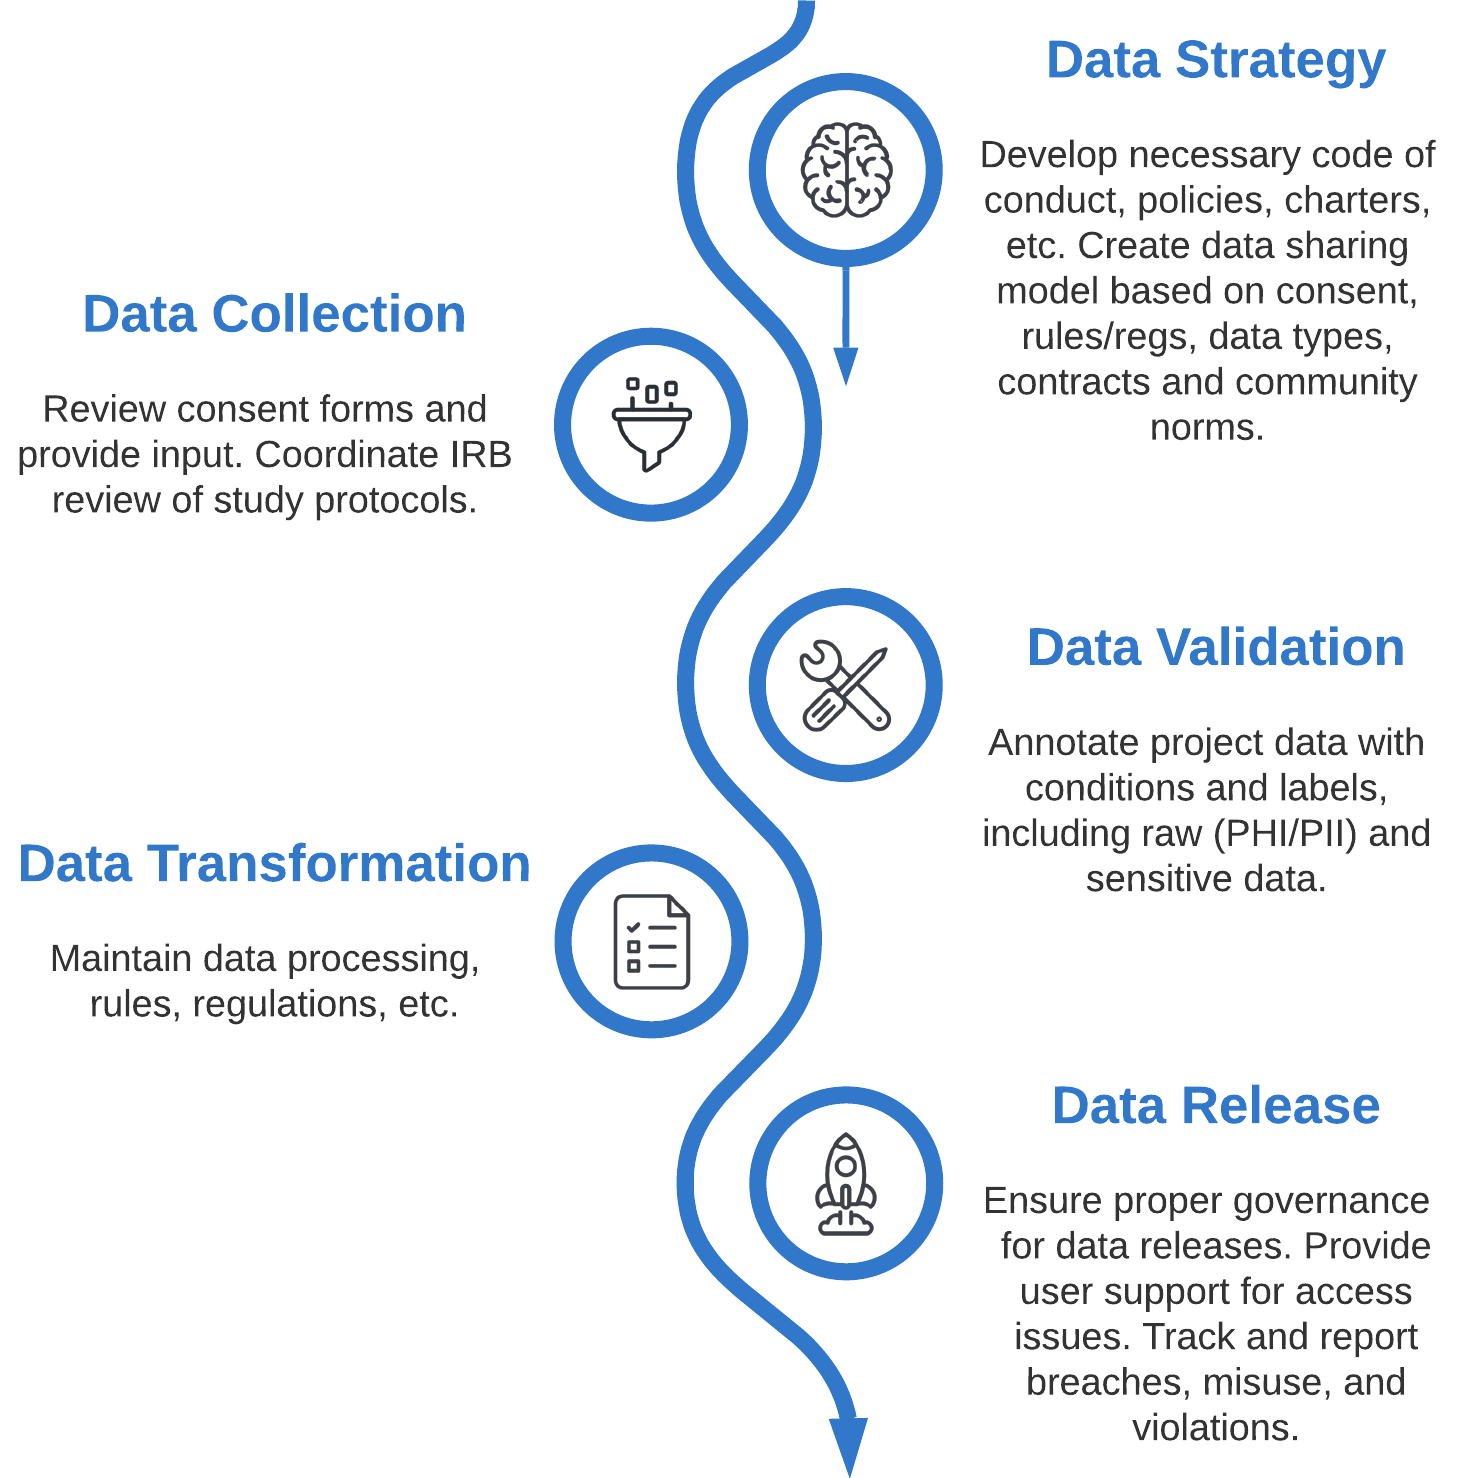 Data Strategy
Develop necessary code of
conduct, policies, charters,
etc. Create data sharing
model based on consent,
rules/regs, data types,
contracts and community
norms.
Data Collection
Review consent forms and
provide input. Coordinate IRB
review of study protocols.
Data Validation
Annotate project data with
conditions and labels,
including raw (PHI/PII) and
sensitive data.
Data Transformation
Maintain data processing,
rules, regulations, etc.
Data Release
Ensure proper governance
for data releases. Provide
user support for access
issues. Track and report
breaches, misuse, and
violations.